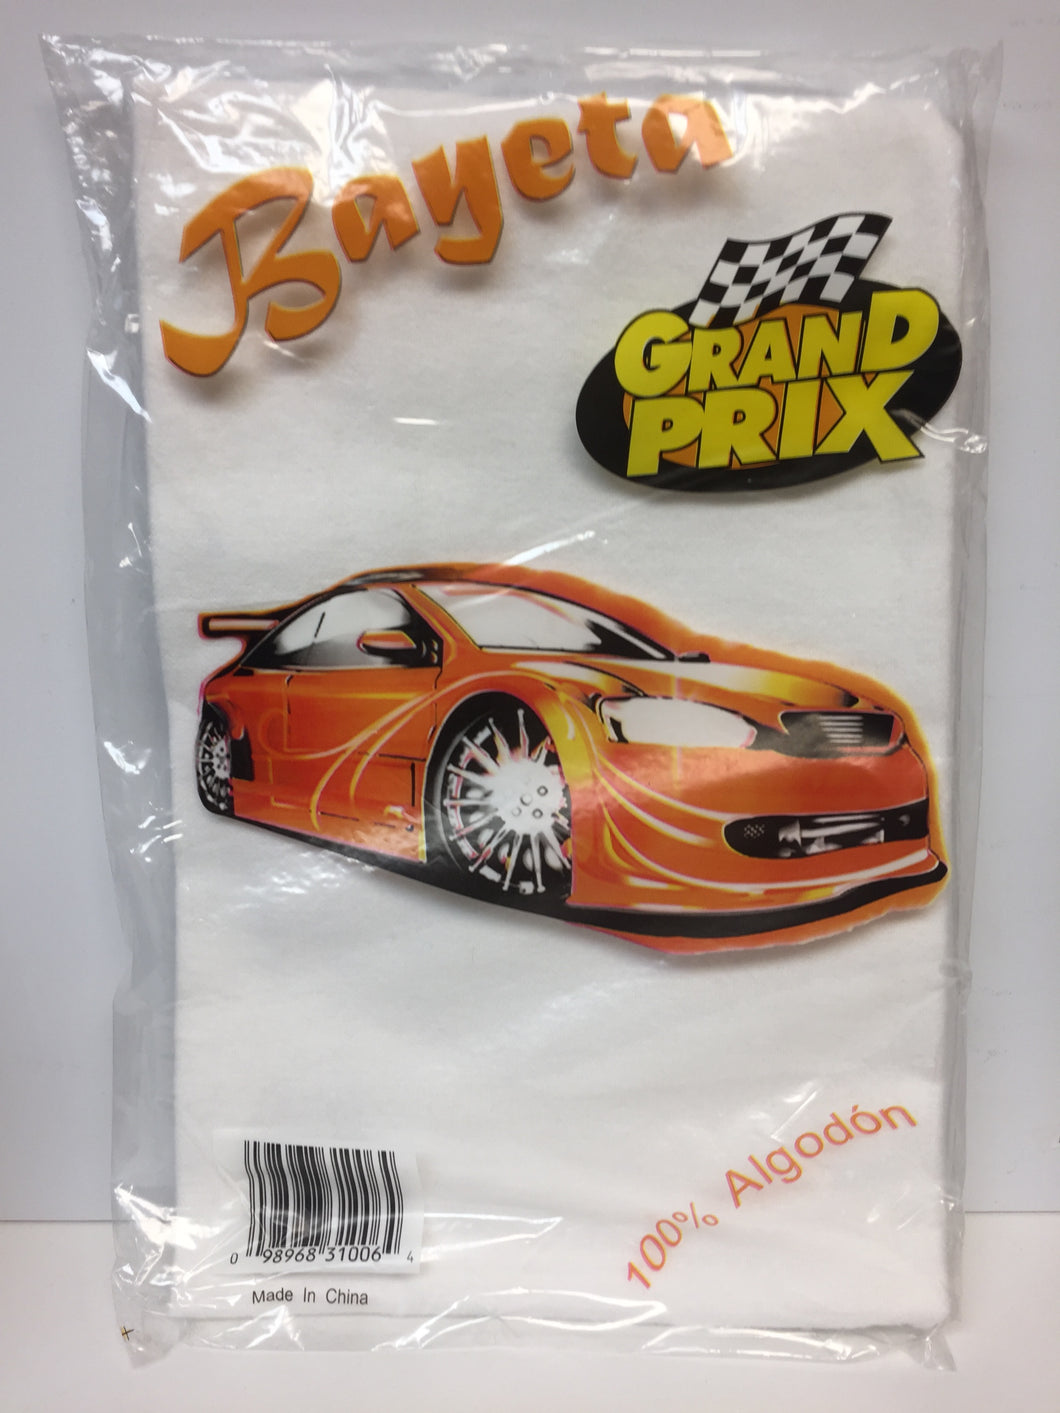 Bayeta
GRAND
PRIX
100% Algodón
0 98968 31006 4
Made In China